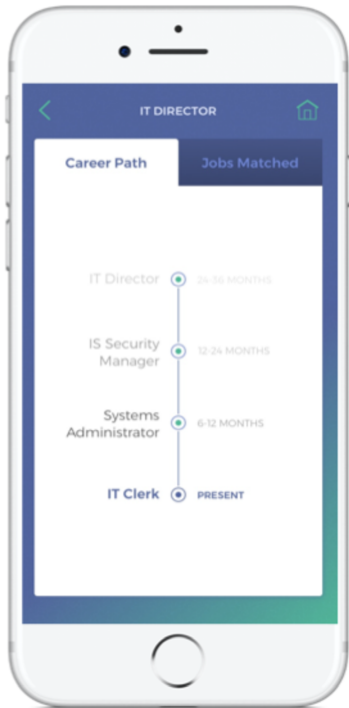 IT DIRECTOR
Career Path
Jobs Matched
IT Director
24-36 MONTHS
IS Security
Manager
12-24 MONTHS
Systems
Administrator
6-12 MONTHS
IT Clerk
PRESENT